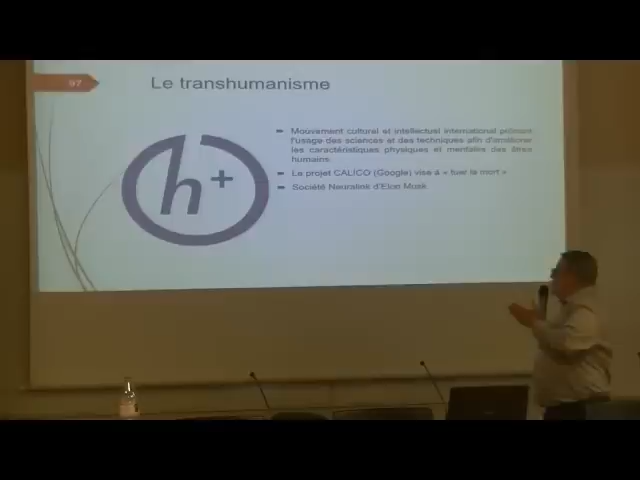 97
Le transhumanisme
Mouvement culturel et intellectuel international prônant
l'usage des sciences et des techniques afin d'améliorer
les caractéristiques physiques et mentales des êtres
humains.
h+
Le projet CALICO (Google) vise à « tuer la mort »
Société Neuralink d'Elon Musk